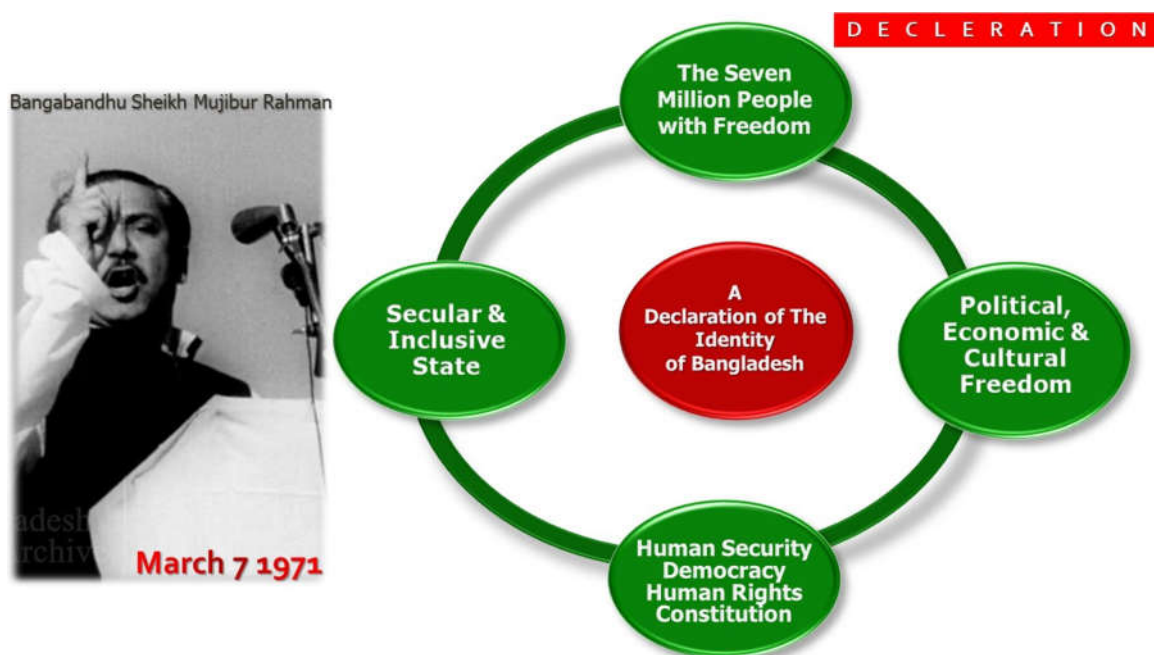 DECLERATION
Bangabandhu Sheikh Mujibur Rahman
March 7 1971
The Seven
Million People
with Freedom
Political,
Economic &
Cultural
Freedom
Human Security
Democracy
Human Rights
Constitution
Secular &
Inclusive
State
A
Declaration of The
Identity
of Bangladesh